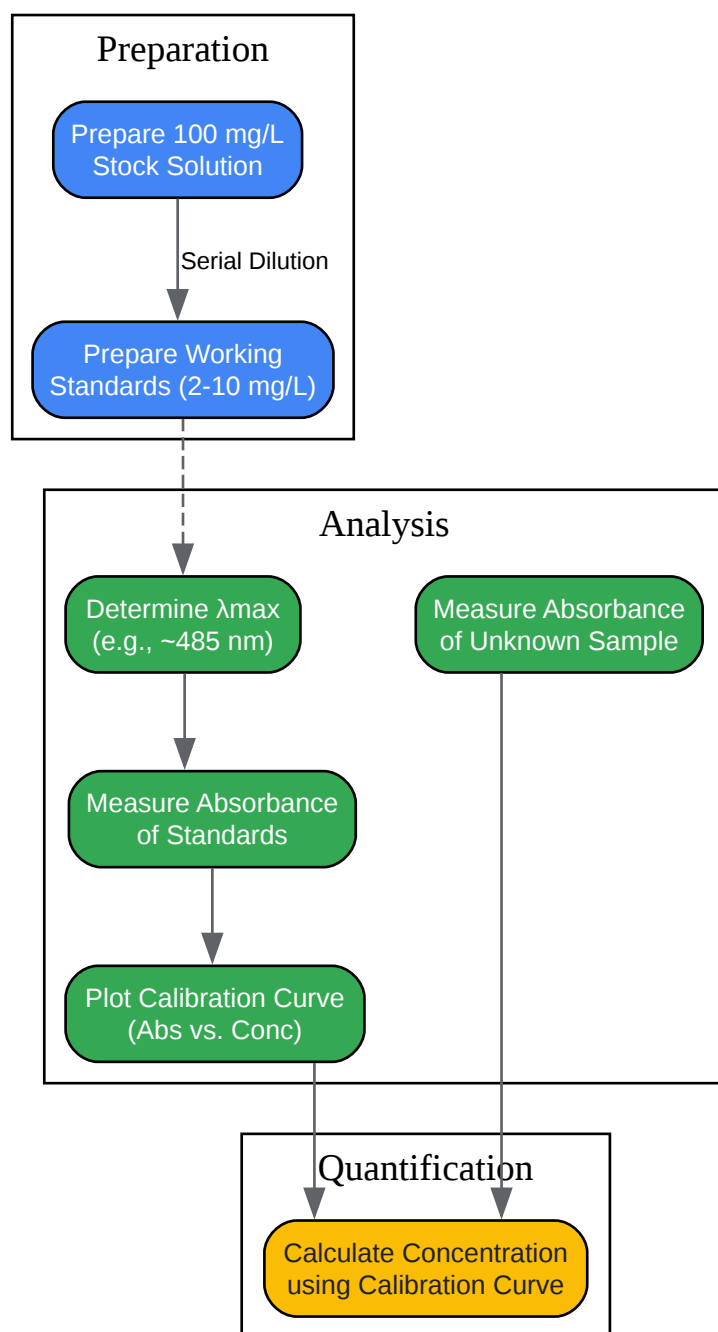 Preparation
Prepare 100 mg/L
Stock Solution
Serial Dilution
Prepare Working
Standards (2-10 mg/L)
Analysis
Determine λmax
(e.g., ~485 nm)
Measure Absorbance
of Unknown Sample
Measure Absorbance
of Standards
Plot Calibration Curve
(Abs vs. Conc)
Quantification
Calculate Concentration
using Calibration Curve